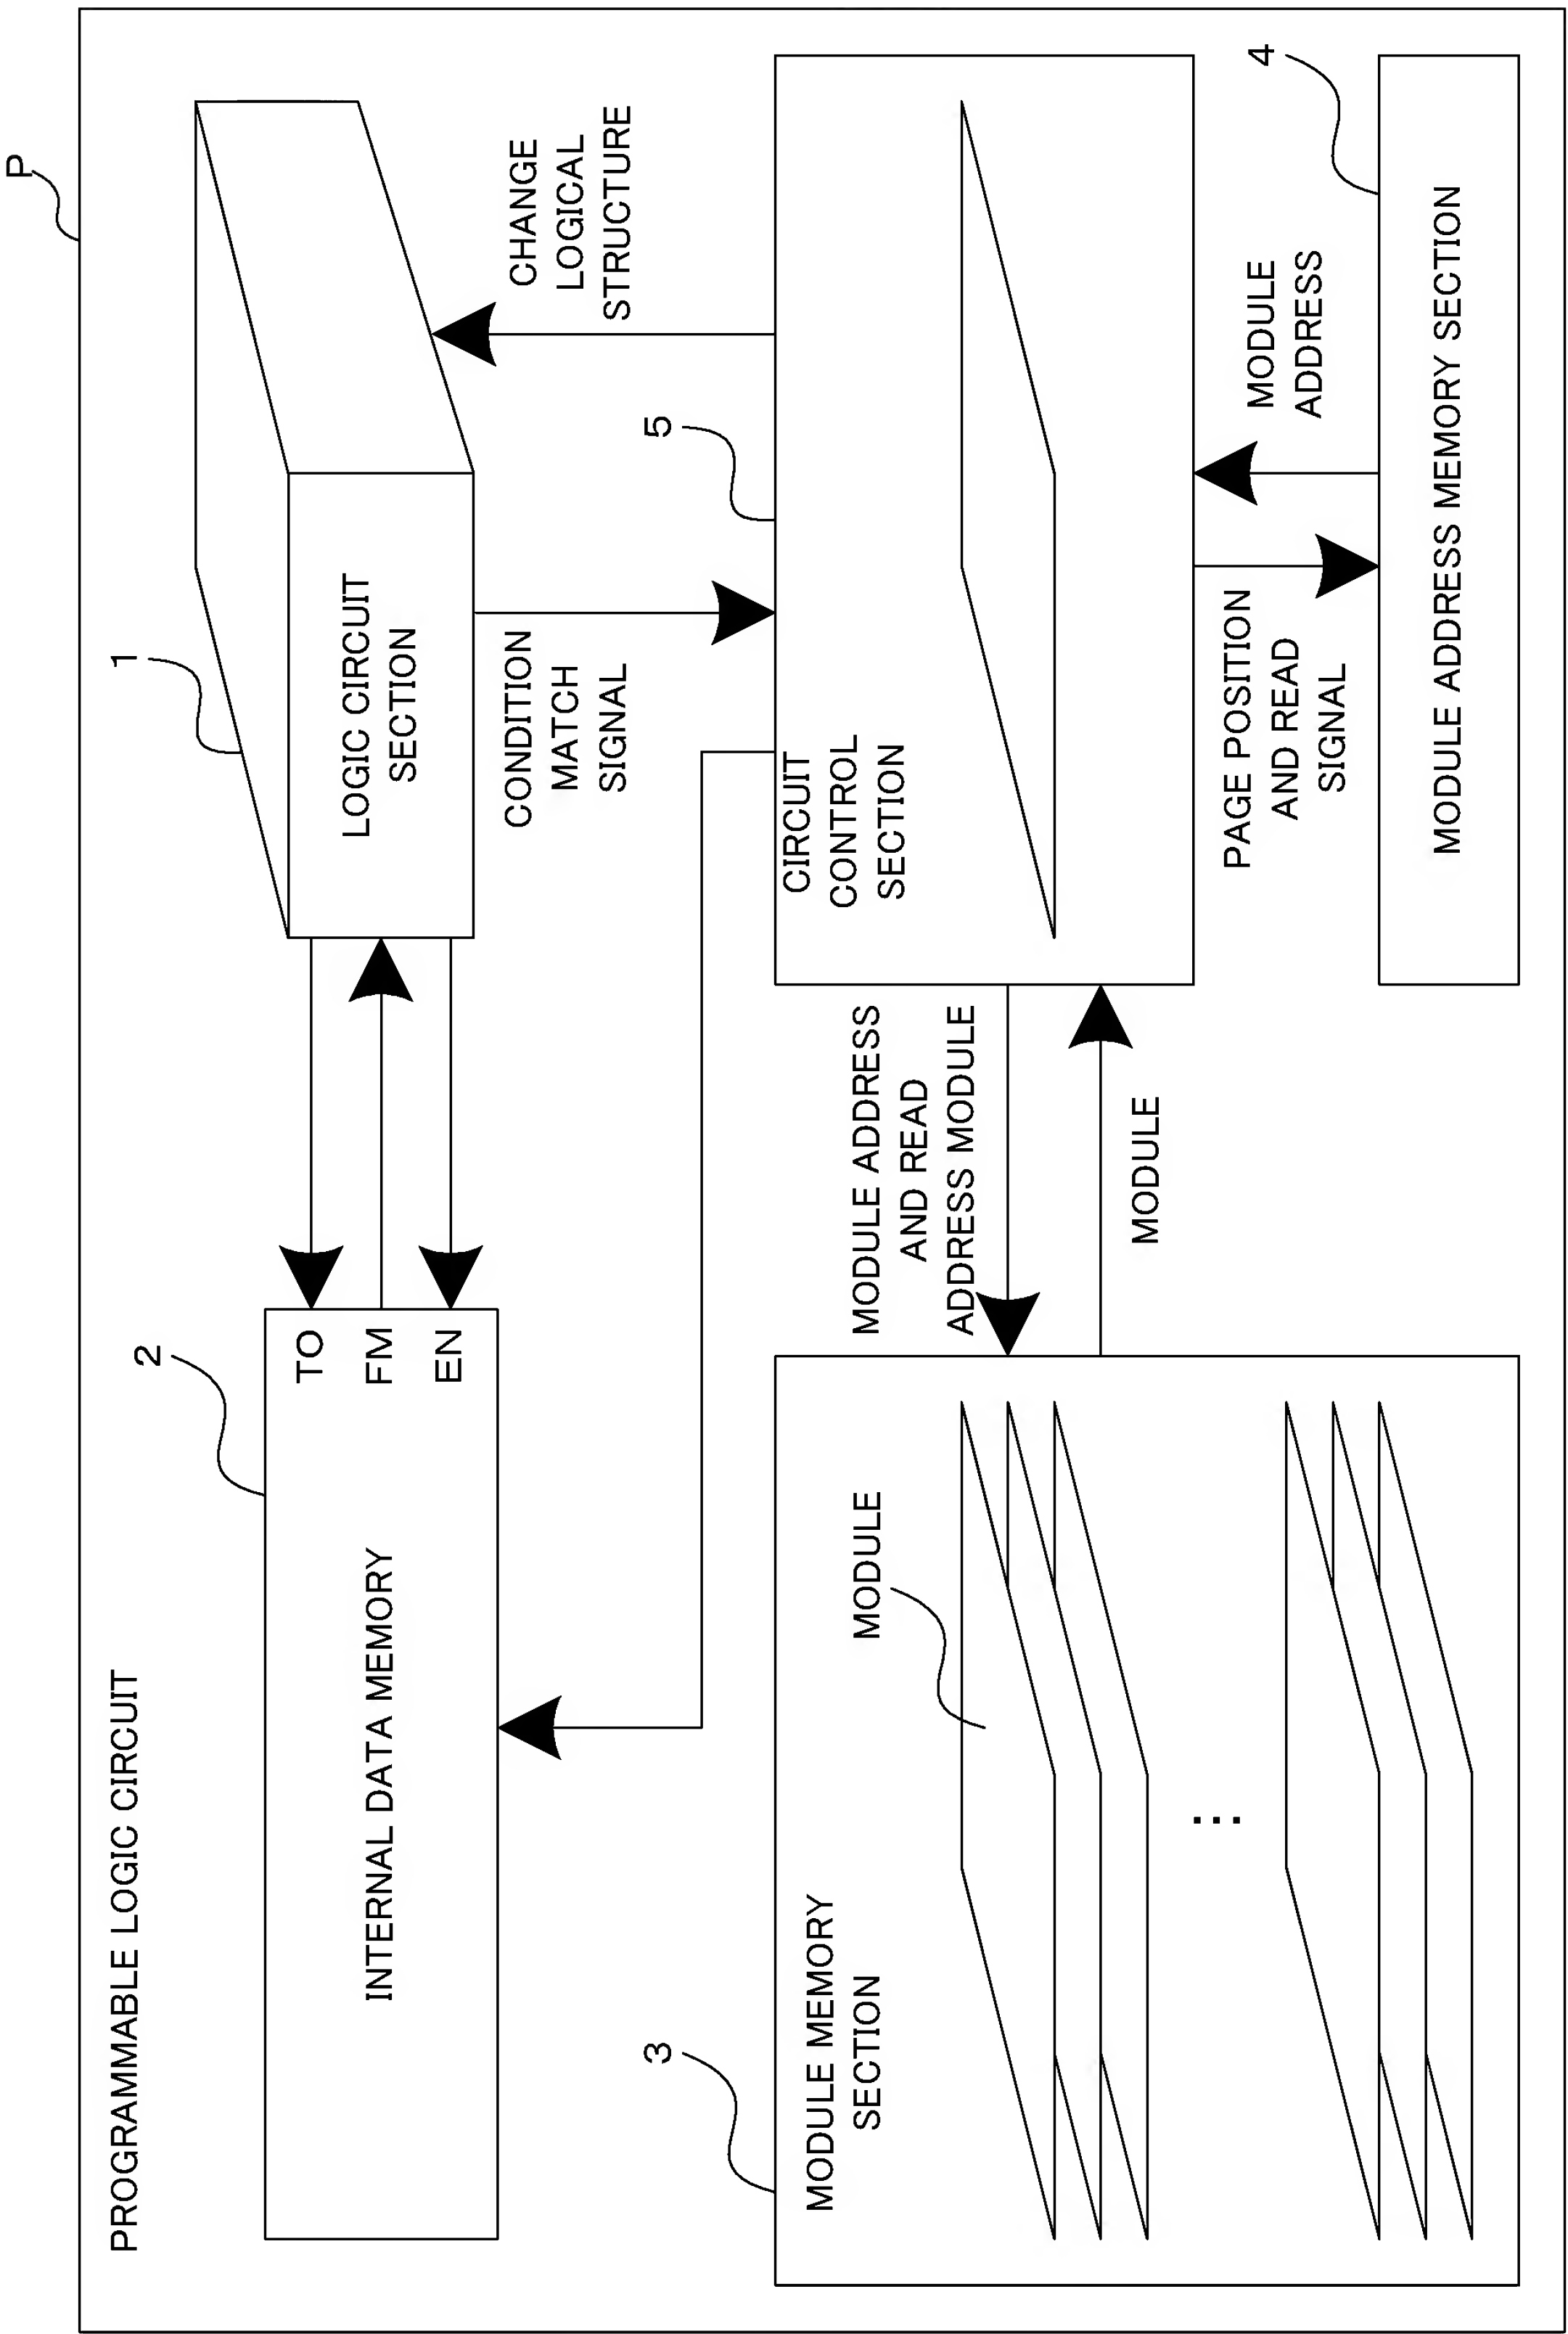 P
PROGRAMMABLE LOGIC CIRCUIT
2
INTERNAL DATA MEMORY
TO
FM
EN
1
LOGIC CIRCUIT
SECTION
CONDITION
MATCH
SIGNAL
CHANGE
LOGICAL
STRUCTURE
3
MODULE MEMORY
SECTION
MODULE
...
MODULE ADDRESS
AND READ
ADDRESS MODULE
MODULE
5
CIRCUIT
CONTROL
SECTION
PAGE POSITION
AND READ
SIGNAL
MODULE
ADDRESS
4
MODULE ADDRESS MEMORY SECTION